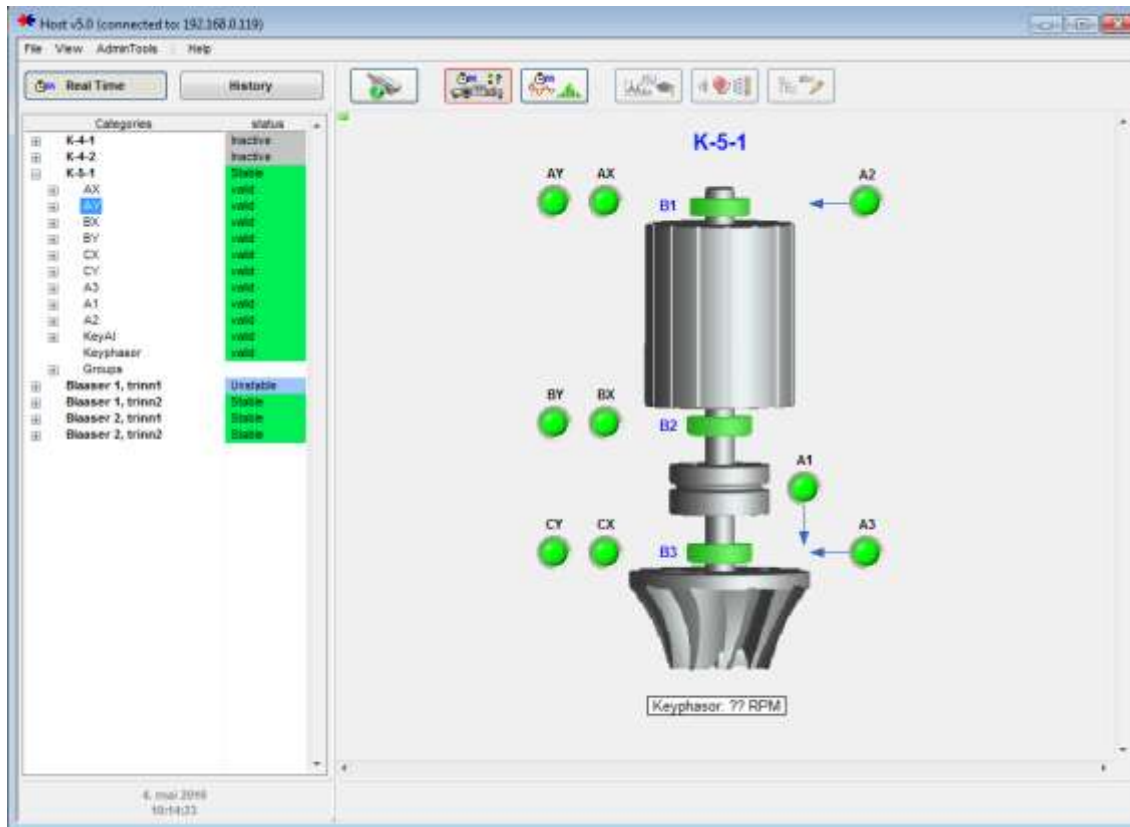 Host v5.0 (connected to: 192.168.0.119)
File View AdminTools Help
Real Time History
Categories status
K-4-1 Inactive
K-4-2 Inactive
K-5-1 Stable
AX valid
AY valid
BX valid
BY valid
CX valid
CY valid
A3 valid
A1 valid
A2 valid
KeyAI valid
Keyphasor valid
Groups
Blaaser 1, trinn1 Unstable
Blaaser 1, trinn2 Stable
Blaaser 2, trinn1 Stable
Blaaser 2, trinn2 Stable
K-5-1
AY AX A2
B1
BY BX
B2
A1
CY CX A3
B3
Keyphasor: ?? RPM
4. mai 2016